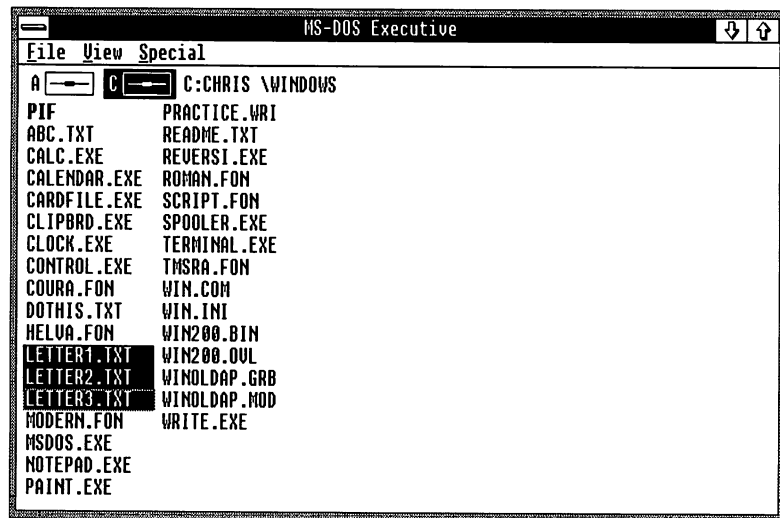 MS-DOS Executive
File View Special
A C C:CHRIS \WINDOWS
PIF PRACTICE.WRI
ABC.TXT README.TXT
CALC.EXE REVERSI.EXE
CALENDAR.EXE ROMAN.FON
CARDFILE.EXE SCRIPT.FON
CLIPBRD.EXE SPOOLER.EXE
CLOCK.EXE TERMINAL.EXE
CONTROL.EXE TMSRA.FON
COURA.FON WIN.COM
DOTHIS.TXT WIN.INI
HELVA.FON WIN200.BIN
LETTER1.TXT WIN200.OVL
LETTER2.TXT WINOLDAP.GRB
LETTER3.TXT WINOLDAP.MOD
MODERN.FON WRITE.EXE
MSDOS.EXE
NOTEPAD.EXE
PAINT.EXE